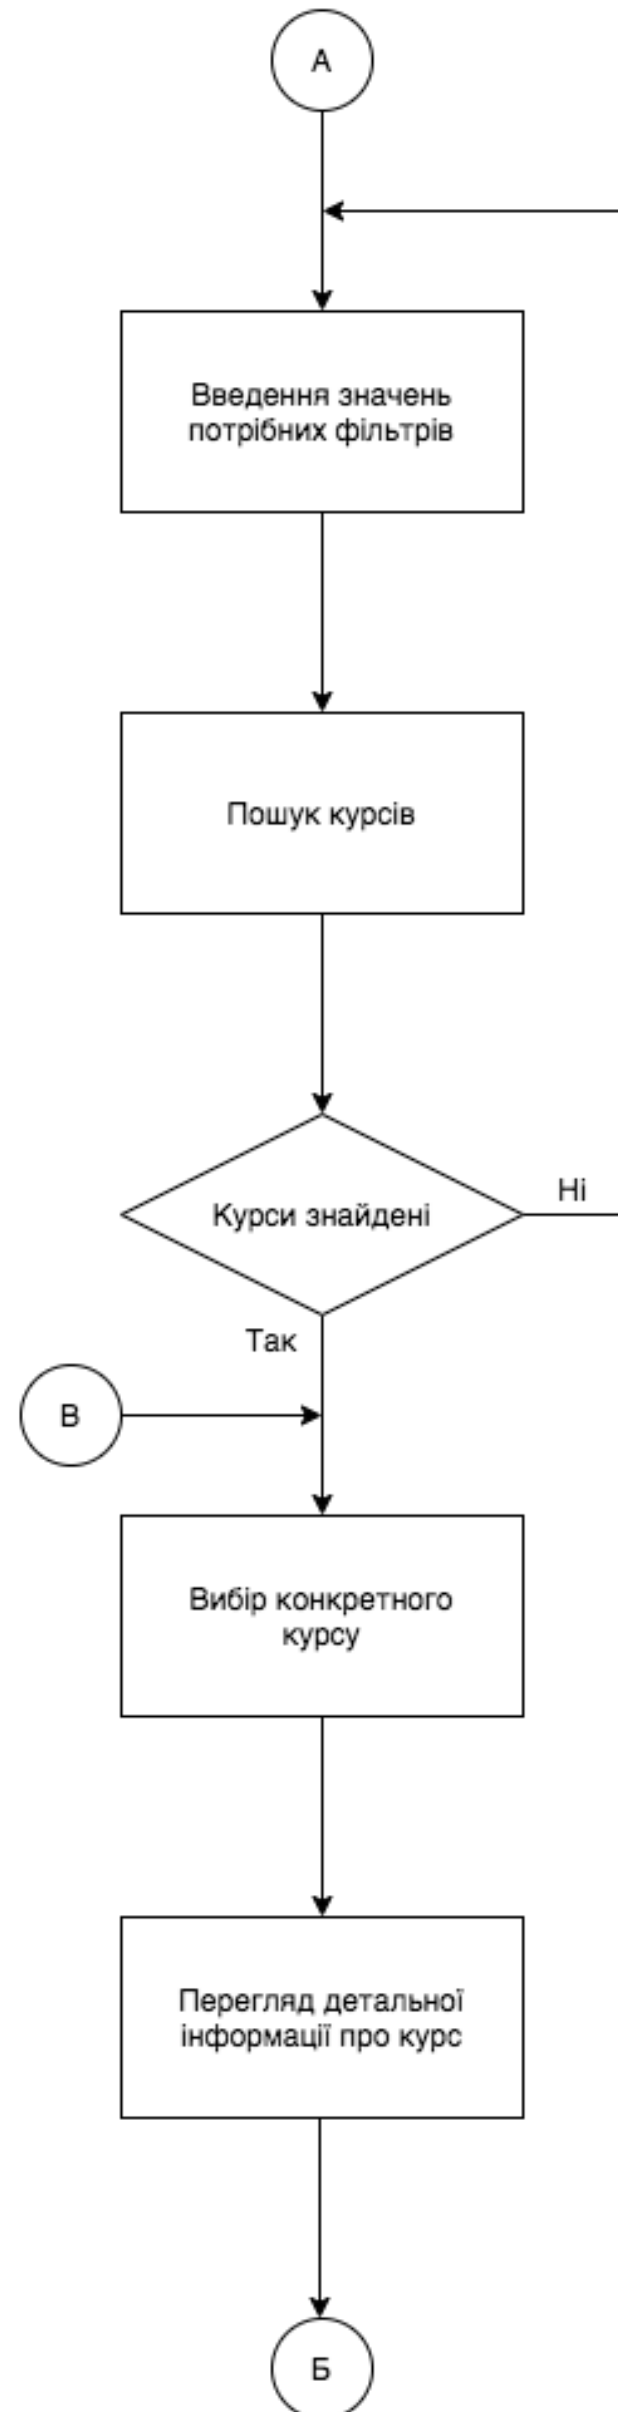 А
Введення значень
потрібних фільтрів
Пошук курсів
Курси знайдені
Ні
Так
В
Вибір конкретного
курсу
Перегляд детальної
інформації про курс
Б